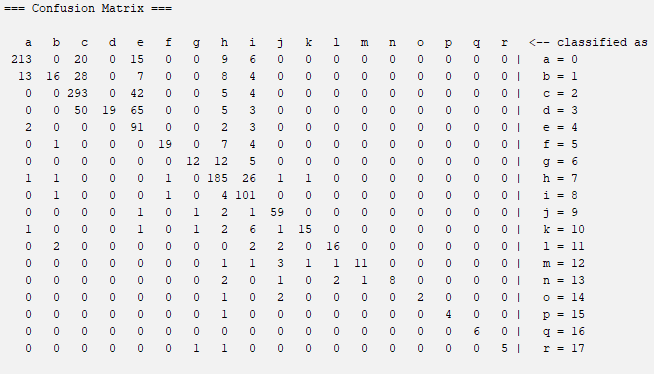 === Confusion Matrix ===
a b c d e f g h i j k l m n o p q r <-- classified as
213 0 20 0 15 0 0 9 6 0 0 0 0 0 0 0 0 0 | a = 0
13 16 28 0 7 0 0 8 4 0 0 0 0 0 0 0 0 0 | b = 1
0 0 293 0 42 0 0 5 4 0 0 0 0 0 0 0 0 0 | c = 2
0 0 50 19 65 0 0 5 3 0 0 0 0 0 0 0 0 0 | d = 3
2 0 0 0 91 0 0 2 3 0 0 0 0 0 0 0 0 0 | e = 4
0 1 0 0 0 19 0 7 4 0 0 0 0 0 0 0 0 0 | f = 5
0 0 0 0 0 0 12 12 5 0 0 0 0 0 0 0 0 0 | g = 6
1 1 0 0 0 1 0 185 26 1 1 0 0 0 0 0 0 0 | h = 7
0 1 0 0 0 1 0 4 101 0 0 0 0 0 0 0 0 0 | i = 8
0 0 0 0 1 0 1 2 1 59 0 0 0 0 0 0 0 0 | j = 9
1 0 0 0 1 0 1 2 6 1 15 0 0 0 0 0 0 0 | k = 10
0 2 0 0 0 0 0 0 2 2 0 16 0 0 0 0 0 0 | l = 11
0 0 0 0 0 0 0 1 1 3 1 1 11 0 0 0 0 0 | m = 12
0 0 0 0 0 0 0 2 0 1 0 2 1 8 0 0 0 0 | n = 13
0 0 0 0 0 0 0 1 0 2 0 0 0 0 2 0 0 0 | o = 14
0 0 0 0 0 0 0 1 0 0 0 0 0 0 0 4 0 0 | p = 15
0 0 0 0 0 0 0 0 0 0 0 0 0 0 0 0 6 0 | q = 16
0 0 0 0 0 0 1 1 0 0 0 0 0 0 0 0 0 5 | r = 17